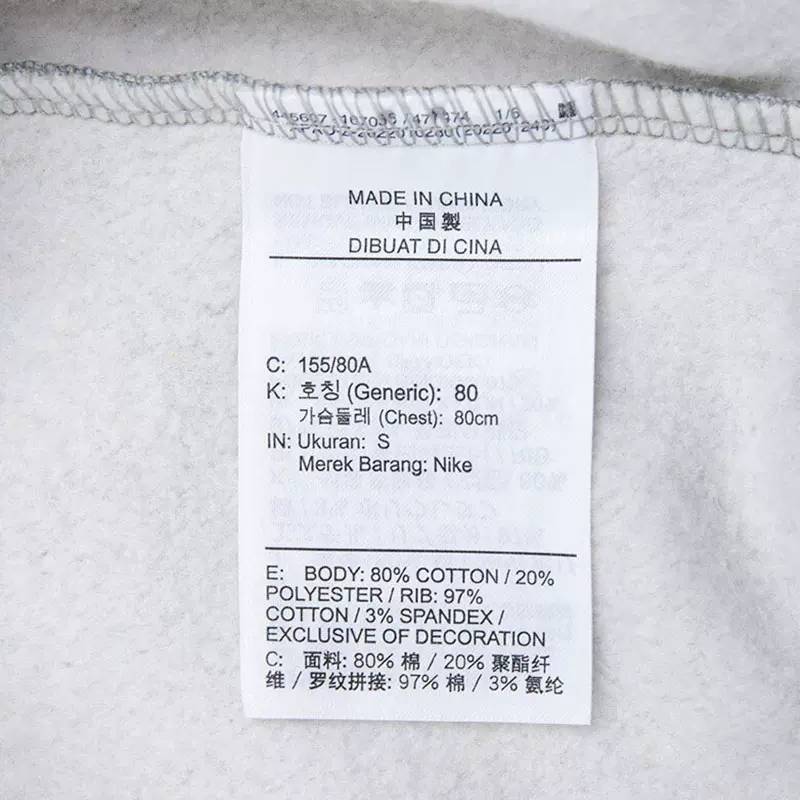 MADE IN CHINA
中国製
DIBUAT DI CINA
C: 155/80A
K: 호칭 (Generic): 80
가슴둘레 (Chest): 80cm
IN: Ukuran: S
Merek Barang: Nike
E: BODY: 80% COTTON / 20%
POLYESTER / RIB: 97%
COTTON / 3% SPANDEX /
EXCLUSIVE OF DECORATION
C: 面料: 80% 棉 / 20% 聚酯纤
维 / 罗纹拼接: 97% 棉 / 3% 氨纶